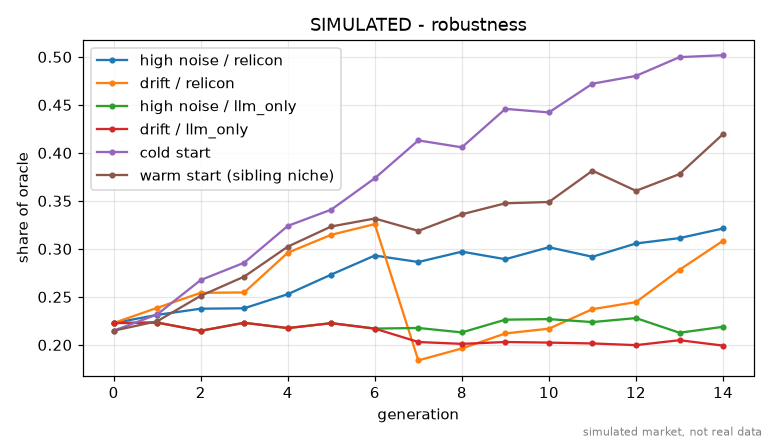 SIMULATED - robustness
high noise / relicon
drift / relicon
high noise / llm_only
drift / llm_only
cold start
warm start (sibling niche)
share of oracle
0.50
0.45
0.40
0.35
0.30
0.25
0.20
0 2 4 6 8 10 12 14
generation
simulated market, not real data